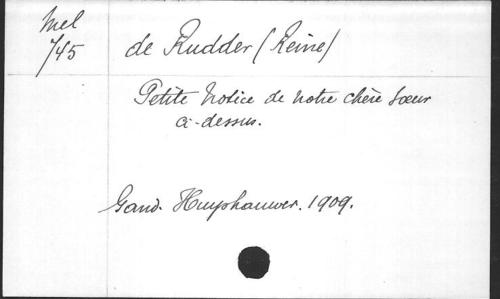 Mel
745
de Rudder (Reine)
Petite Notice de notre chère soeur
ci-dessus.
Gand. Huyshauwer. 1909.